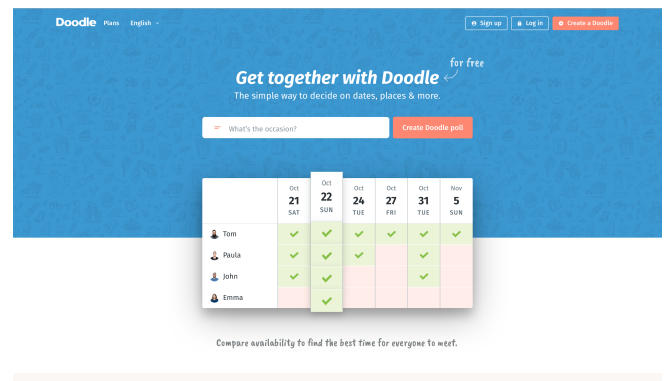 Doodle Plans English Sign up Log in Create a Doodle
for free
Get together with Doodle
The simple way to decide on dates, places & more.
What's the occasion? Create Doodle poll
Oct Oct Oct Oct Oct Nov
21 22 24 27 31 5
SAT SUN TUE FRI TUE SUN
Tom
Paula
John
Emma
Compare availability to find the best time for everyone to meet.